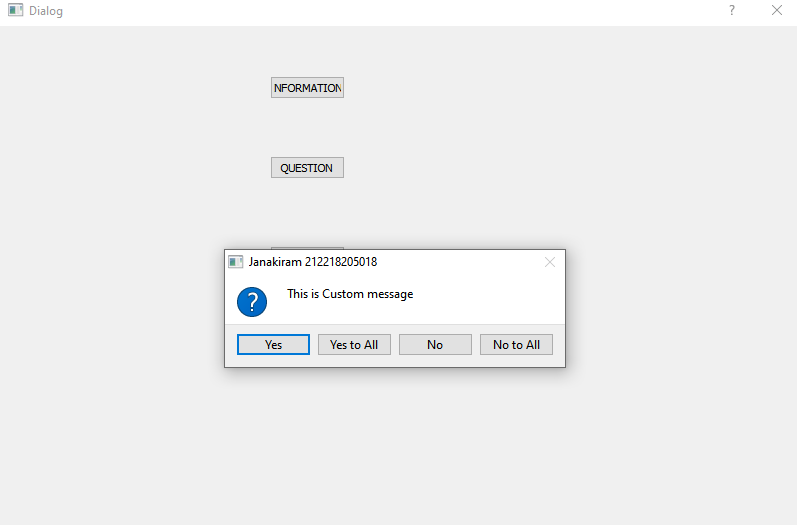 Dialog
NFORMATION
QUESTION
Janakiram 212218205018
This is Custom message
Yes Yes to All No No to All